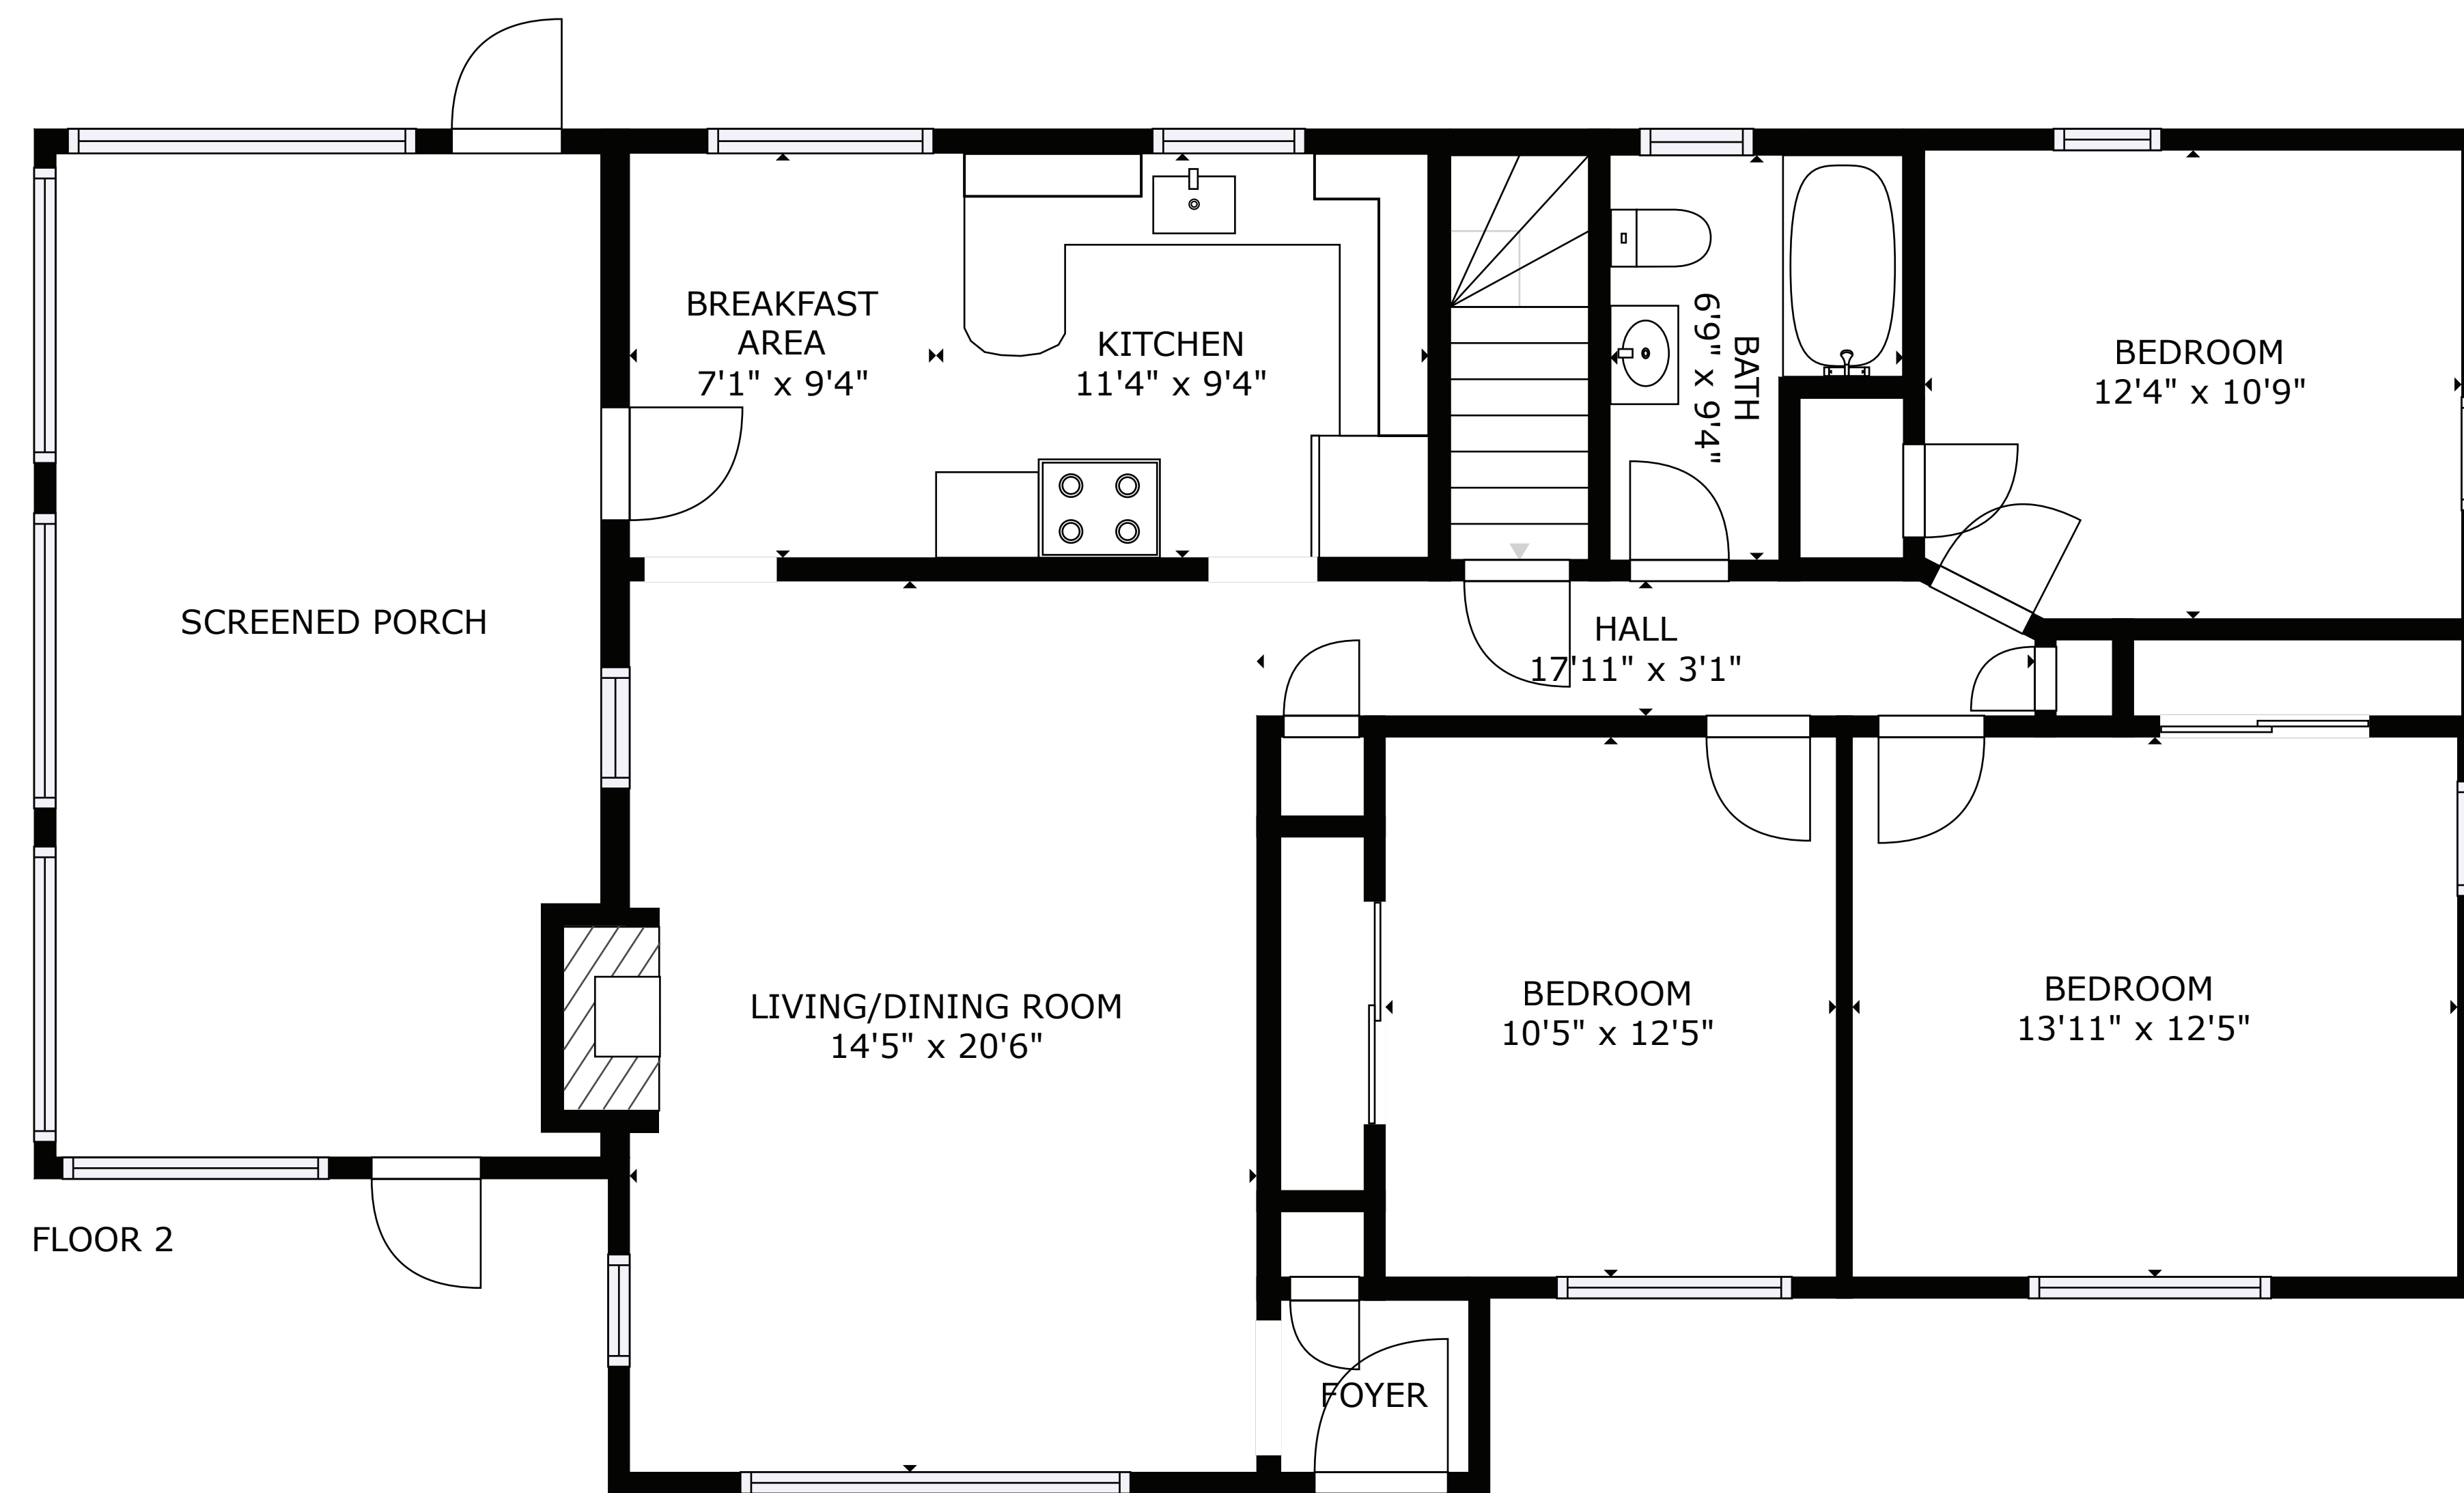 BREAKFAST
AREA
7'1" x 9'4"
KITCHEN
11'4" x 9'4"
BATH
6'9" x 9'4"
BEDROOM
12'4" x 10'9"
SCREENED PORCH
HALL
17'11" x 3'1"
LIVING/DINING ROOM
14'5" x 20'6"
BEDROOM
10'5" x 12'5"
BEDROOM
13'11" x 12'5"
FLOOR 2
FOYER